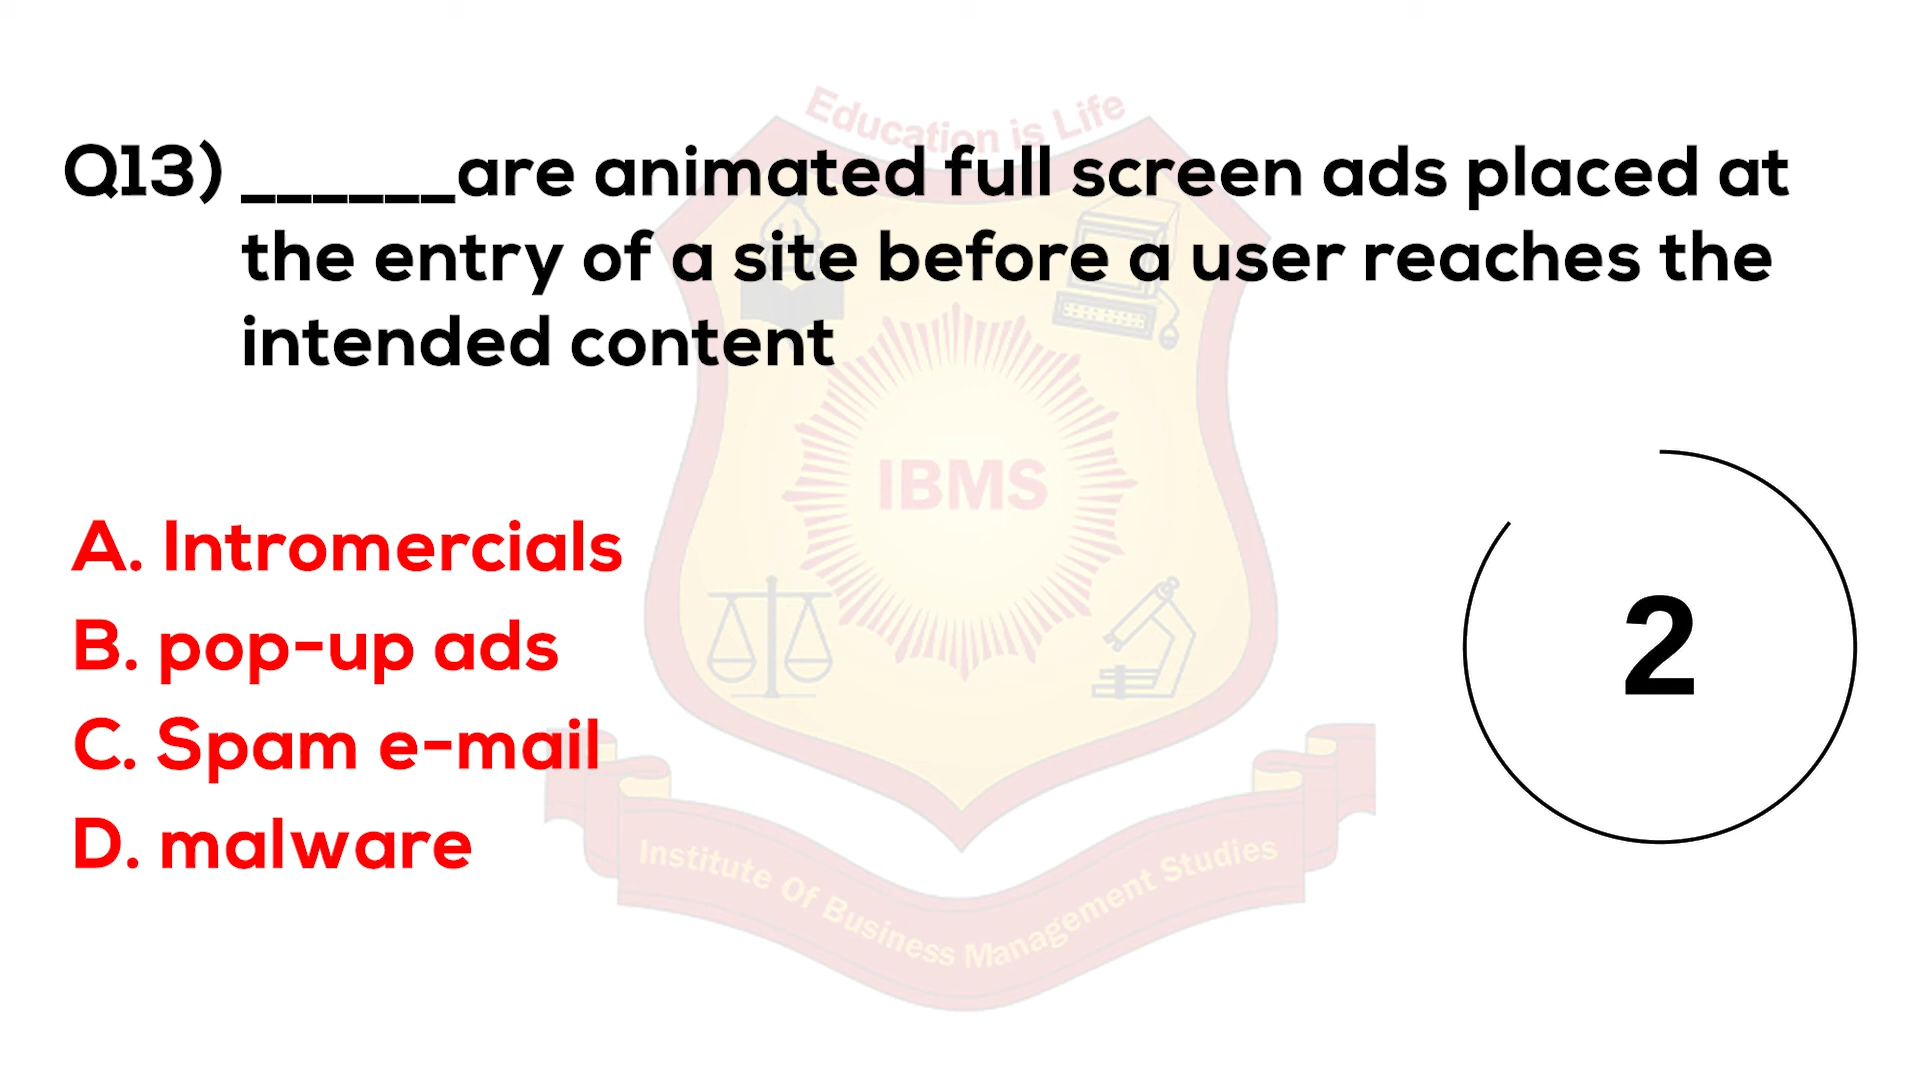 Education is Life
Q13) ______are animated full screen ads placed at
the entry of a site before a user reaches the
intended content
IBMS
A. Intromercials
B. pop-up ads
C. Spam e-mail
D. malware
2
Institute Of Business Management Studies